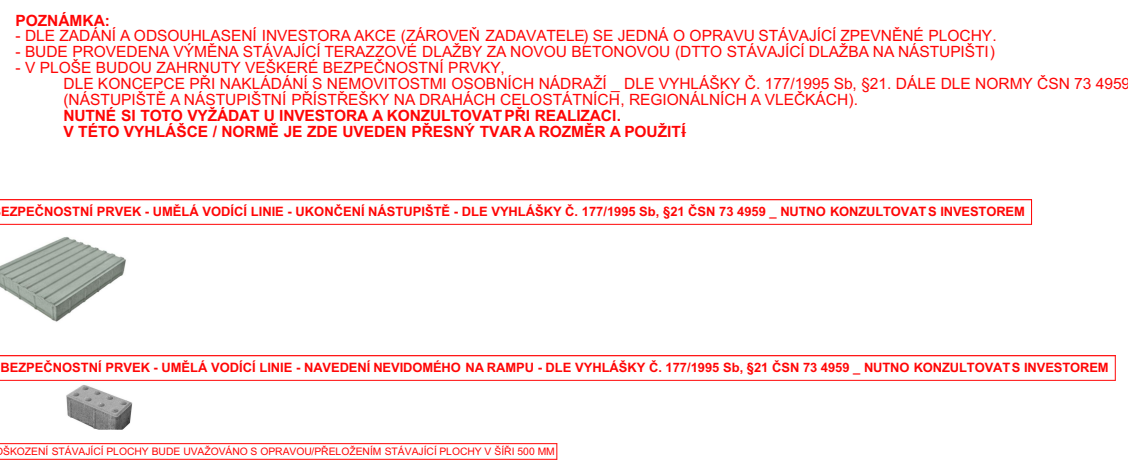 POZNÁMKA:
- DLE ZADÁNÍ A ODSOUHLASENÍ INVESTORA AKCE (ZÁROVEŇ ZADAVATELE) SE JEDNÁ O OPRAVU STÁVAJÍCÍ ZPEVNĚNÉ PLOCHY.
- BUDE PROVEDENA VÝMĚNA STÁVAJÍCÍ TERAZZOVÉ DLAŽBY ZA NOVOU BETONOVOU (DTTO STÁVAJÍCÍ DLAŽBA NA NÁSTUPIŠTI)
- V PLOŠE BUDOU ZAHRNUTY VEŠKERÉ BEZPEČNOSTNÍ PRVKY,
DLE KONCEPCE PŘI NAKLÁDÁNÍ S NEMOVITOSTMI OSOBNÍCH NÁDRAŽÍ _ DLE VYHLÁŠKY Č. 177/1995 Sb, §21. DÁLE DLE NORMY ČSN 73 4959
(NÁSTUPIŠTĚ A NÁSTUPIŠTNÍ PŘÍSTŘEŠKY NA DRAHÁCH CELOSTÁTNÍCH, REGIONÁLNÍCH A VLEČKÁCH).
NUTNÉ SI TOTO VYŽÁDAT U INVESTORA A KONZULTOVAT PŘI REALIZACI.
V TÉTO VYHLÁŠCE / NORMĚ JE ZDE UVEDEN PŘESNÝ TVAR A ROZMĚR A POUŽITÍ
BEZPEČNOSTNÍ PRVEK - UMĚLÁ VODÍCÍ LINIE - UKONČENÍ NÁSTUPIŠTĚ - DLE VYHLÁŠKY Č. 177/1995 Sb, §21 ČSN 73 4959 _ NUTNO KONZULTOVAT S INVESTOREM
BEZPEČNOSTNÍ PRVEK - UMĚLÁ VODÍCÍ LINIE - NAVEDENÍ NEVIDOMÉHO NA RAMPU - DLE VYHLÁŠKY Č. 177/1995 Sb, §21 ČSN 73 4959 _ NUTNO KONZULTOVAT S INVESTOREM
OŠKOZENÍ STÁVAJÍCÍ PLOCHY BUDE UVAŽOVÁNO S OPRAVOU/PŘELOŽENÍM STÁVAJÍCÍ PLOCHY V ŠÍŘI 500 MM